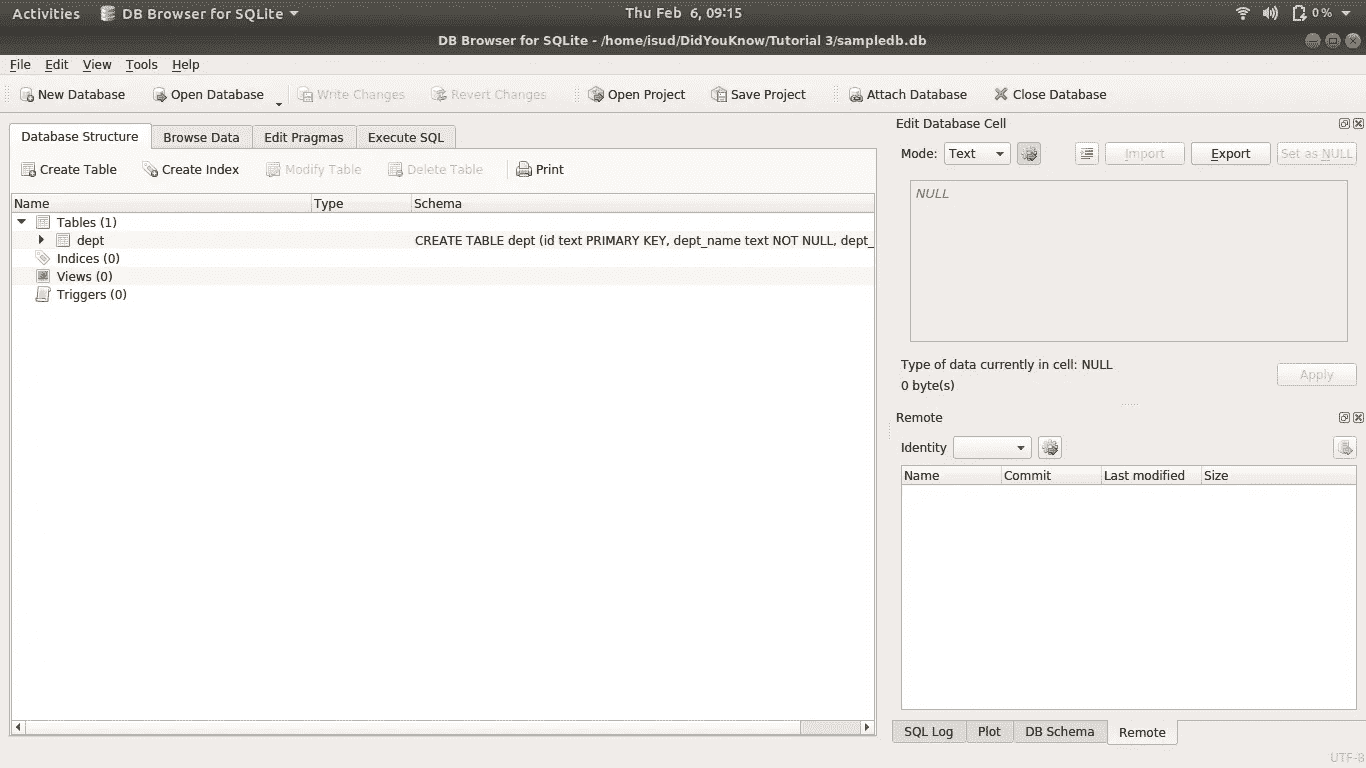 Activities DB Browser for SQLite Thu Feb 6, 09:15 0 %
DB Browser for SQLite - /home/isud/DidYouKnow/Tutorial 3/sampledb.db
File Edit View Tools Help
New Database Open Database Write Changes Revert Changes Open Project Save Project Attach Database Close Database
Database Structure Browse Data Edit Pragmas Execute SQL
Create Table Create Index Modify Table Delete Table Print
Name Type Schema
Tables (1)
dept CREATE TABLE dept (id text PRIMARY KEY, dept_name text NOT NULL, dept_
Indices (0)
Views (0)
Triggers (0)
Edit Database Cell
Mode: Text Import Export Set as NULL
NULL
Type of data currently in cell: NULL
0 byte(s)
Apply
Remote
Identity
Name Commit Last modified Size
SQL Log Plot DB Schema Remote
UTF-8